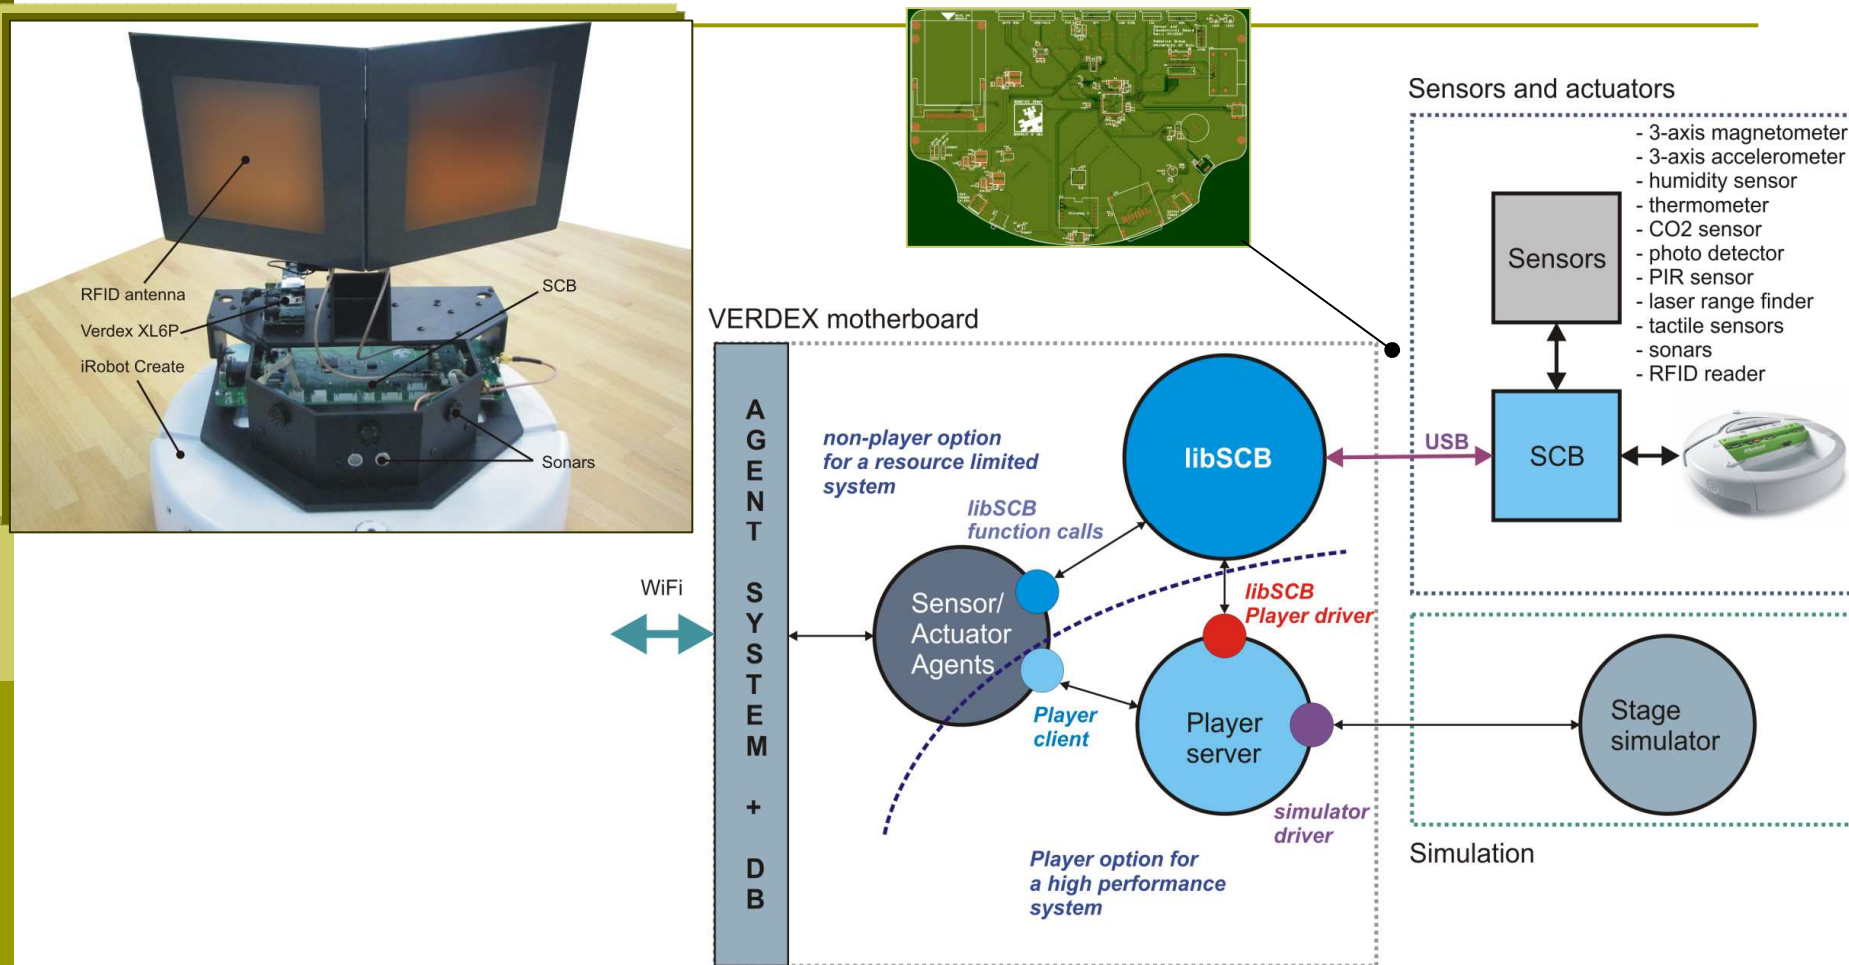 RFID antenna
Verdex XL6P
iRobot Create
SCB
Sonars
VERDEX motherboard
AGENT SYSTEM + DB
WiFi
non-player option
for a resource limited
system
libSCB
function calls
libSCB
Sensor/
Actuator
Agents
libSCB
Player driver
Player
client
Player
server
simulator
driver
Player option for
a high performance
system
USB
Sensors and actuators
Sensors
SCB
- 3-axis magnetometer
- 3-axis accelerometer
- humidity sensor
- thermometer
- CO2 sensor
- photo detector
- PIR sensor
- laser range finder
- tactile sensors
- sonars
- RFID reader
Stage
simulator
Simulation